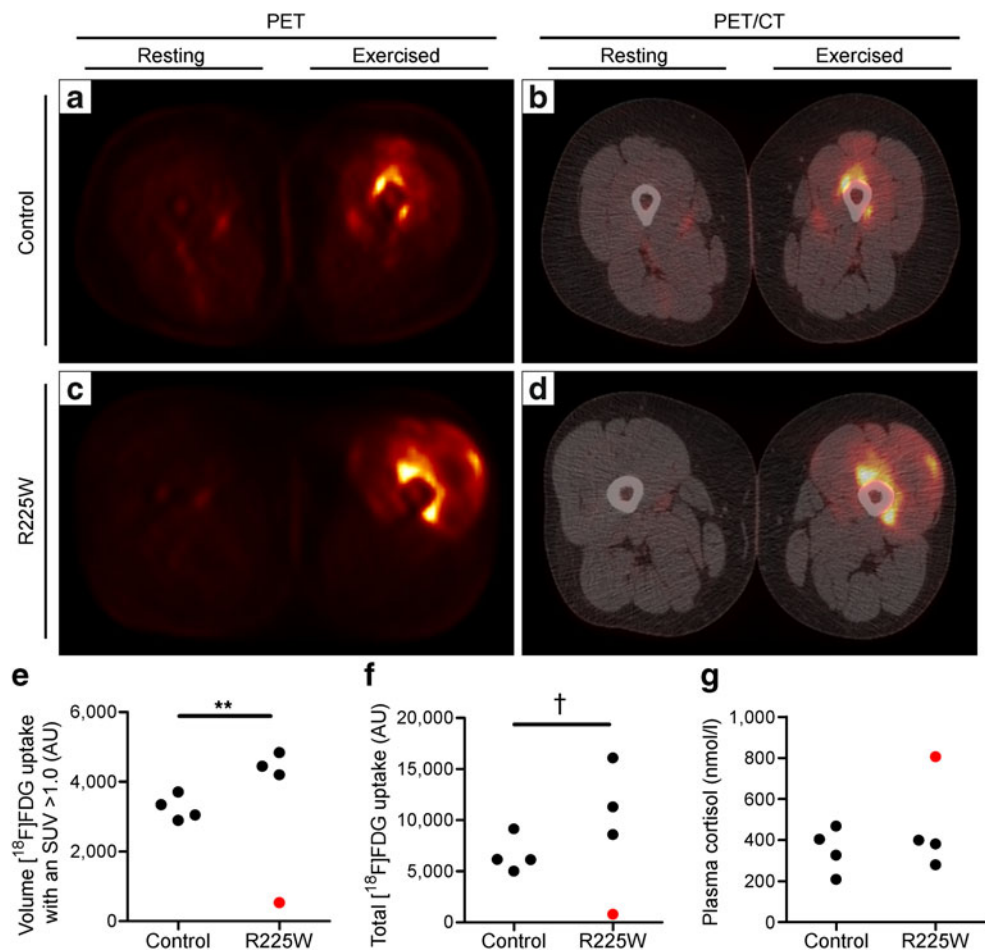 PET PET/CT
Resting Exercised Resting Exercised
a b
Control
c d
R225W
e f g
**
6,000
4,000
2,000
0
Volume [¹⁸F]FDG uptake
with an SUV >1.0 (AU)
Control R225W
†
20,000
15,000
10,000
5,000
0
Total [¹⁸F]FDG uptake (AU)
Control R225W
1,000
800
600
400
200
0
Plasma cortisol (nmol/l)
Control R225W